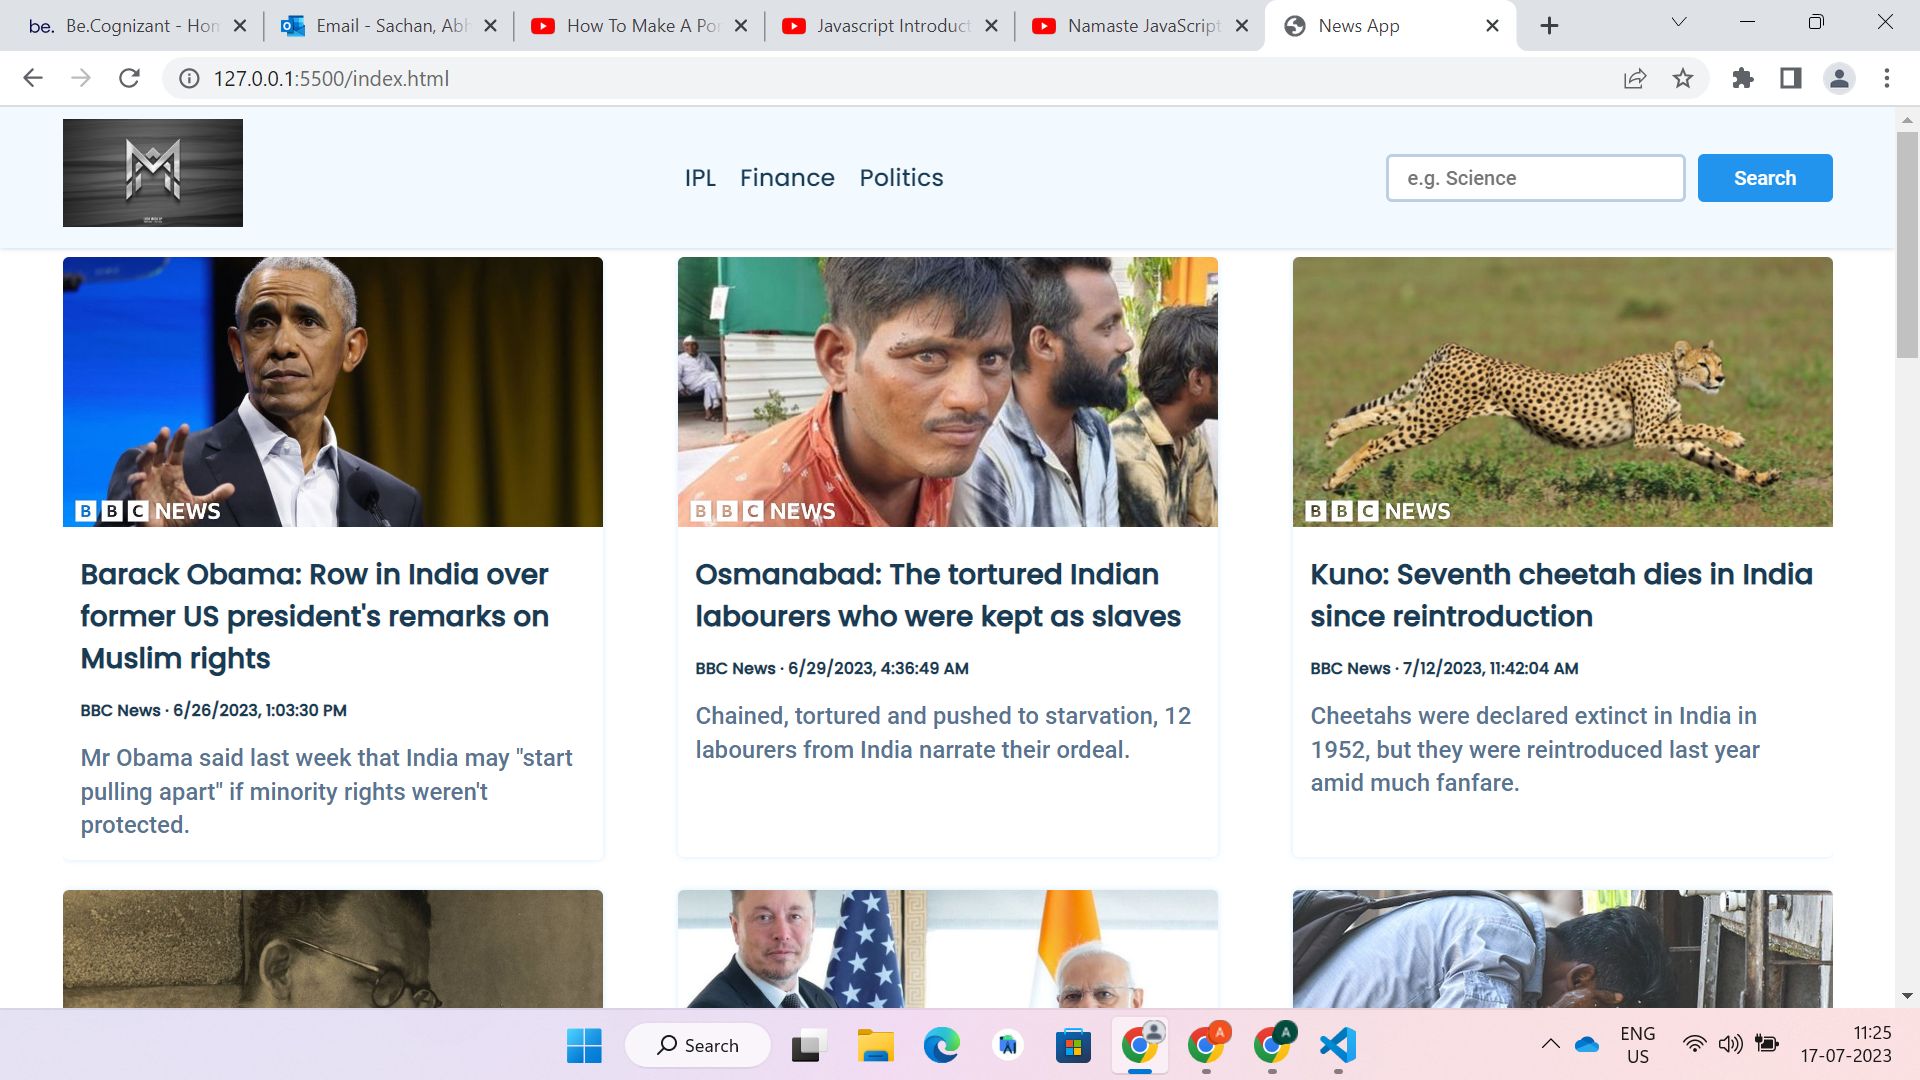 be. Be.Cognizant - Hon
Email - Sachan, Abh
How To Make A Por
Javascript Introduct
Namaste JavaScript
News App
127.0.0.1:5500/index.html
M
IPL Finance Politics
e.g. Science
Search
BBC NEWS
BBC NEWS
BBC NEWS
Barack Obama: Row in India over
former US president's remarks on
Muslim rights
BBC News · 6/26/2023, 1:03:30 PM
Mr Obama said last week that India may "start
pulling apart" if minority rights weren't
protected.
Osmanabad: The tortured Indian
labourers who were kept as slaves
BBC News · 6/29/2023, 4:36:49 AM
Chained, tortured and pushed to starvation, 12
labourers from India narrate their ordeal.
Kuno: Seventh cheetah dies in India
since reintroduction
BBC News · 7/12/2023, 11:42:04 AM
Cheetahs were declared extinct in India in
1952, but they were reintroduced last year
amid much fanfare.
Search
AI
A
A
ENG
US
11:25
17-07-2023